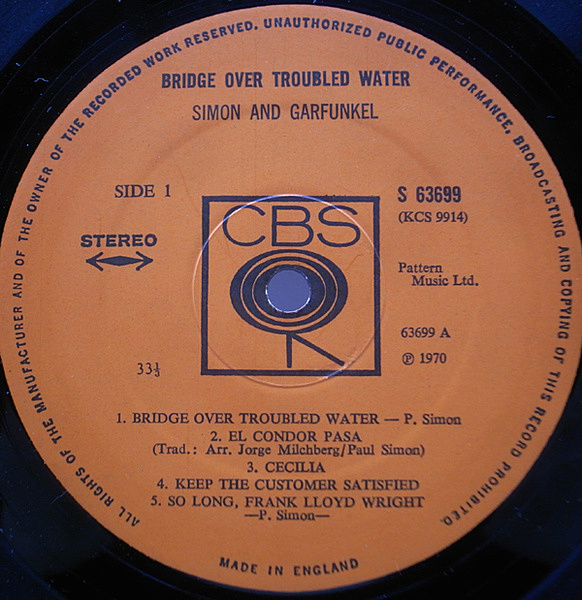 ALL RIGHTS OF THE MANUFACTURER AND OF THE OWNER OF THE RECORDED WORK RESERVED. UNAUTHORIZED PUBLIC PERFORMANCE, BROADCASTING AND COPYING OF THIS RECORD PROHIBITED.
BRIDGE OVER TROUBLED WATER
SIMON AND GARFUNKEL
SIDE 1
STEREO
CBS
S 63699
(KCS 9914)
Pattern
Music Ltd.
63699 A
℗ 1970
33⅓
1. BRIDGE OVER TROUBLED WATER — P. Simon
2. EL CONDOR PASA
(Trad.: Arr. Jorge Milchberg/Paul Simon)
3. CECILIA
4. KEEP THE CUSTOMER SATISFIED
5. SO LONG, FRANK LLOYD WRIGHT
—P. Simon—
MADE IN ENGLAND